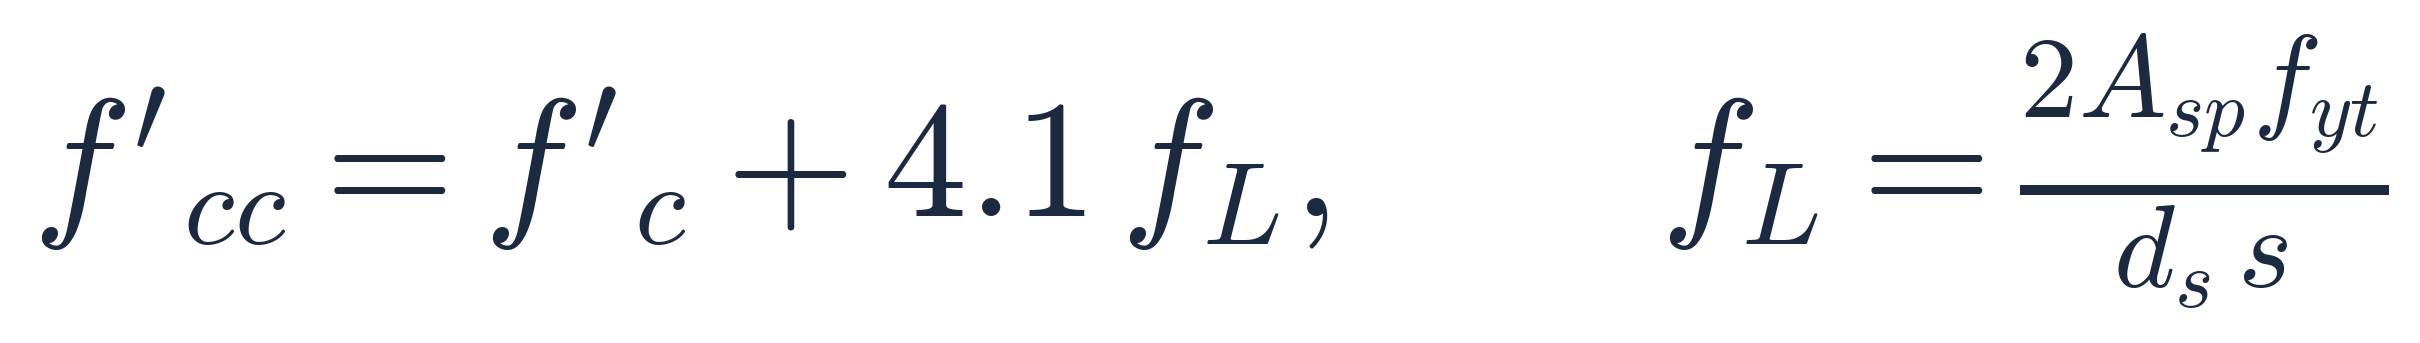 f'_{cc} = f'_c + 4.1 f_L, f_L = \frac{2A_{sp}f_{yt}}{d_s s}